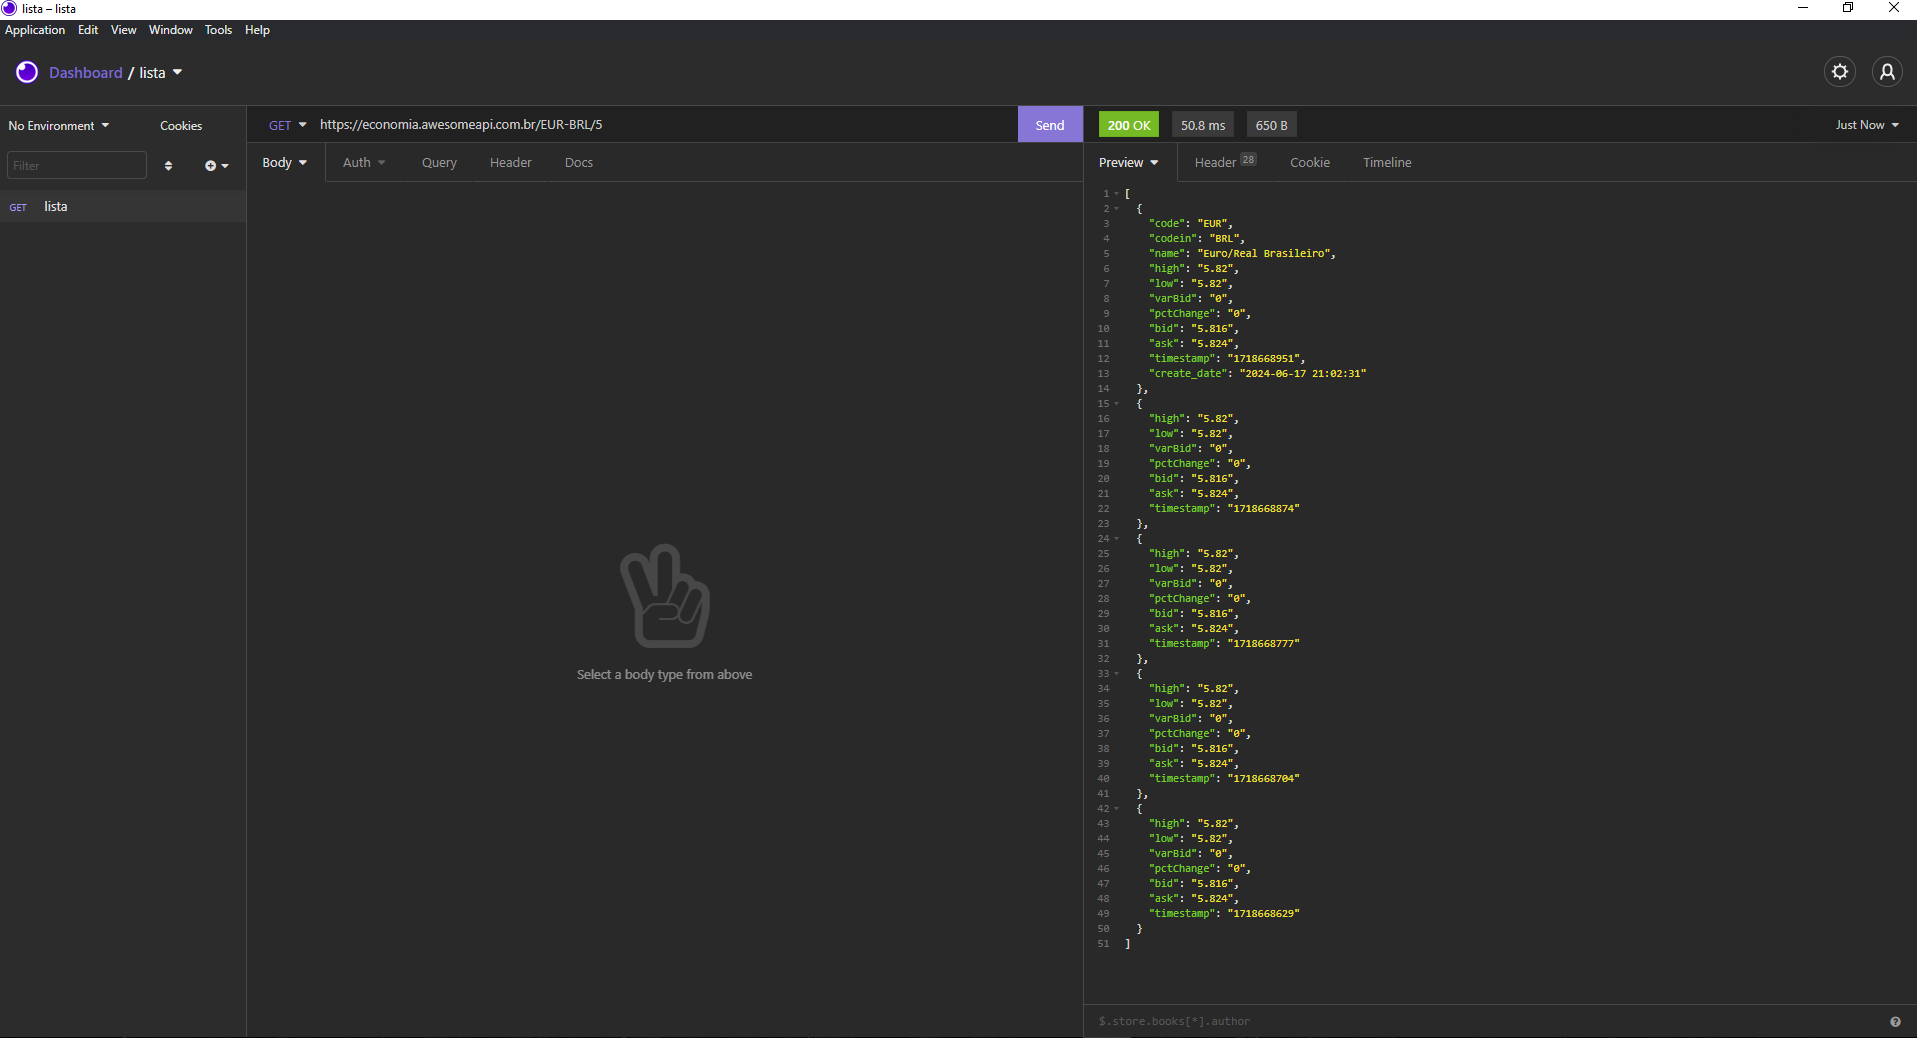 lista – lista
Application Edit View Window Tools Help
Dashboard / lista
No Environment Cookies
Filter
GET lista
GET https://economia.awesomeapi.com.br/EUR-BRL/5 Send
Body Auth Query Header Docs
Select a body type from above
200 OK 50.8 ms 650 B Just Now
Preview Header 28 Cookie Timeline
1 [
2 {
3 "code": "EUR",
4 "codein": "BRL",
5 "name": "Euro/Real Brasileiro",
6 "high": "5.82",
7 "low": "5.82",
8 "varBid": "0",
9 "pctChange": "0",
10 "bid": "5.816",
11 "ask": "5.824",
12 "timestamp": "1718668951",
13 "create_date": "2024-06-17 21:02:31"
14 },
15 {
16 "high": "5.82",
17 "low": "5.82",
18 "varBid": "0",
19 "pctChange": "0",
20 "bid": "5.816",
21 "ask": "5.824",
22 "timestamp": "1718668874"
23 },
24 {
25 "high": "5.82",
26 "low": "5.82",
27 "varBid": "0",
28 "pctChange": "0",
29 "bid": "5.816",
30 "ask": "5.824",
31 "timestamp": "1718668777"
32 },
33 {
34 "high": "5.82",
35 "low": "5.82",
36 "varBid": "0",
37 "pctChange": "0",
38 "bid": "5.816",
39 "ask": "5.824",
40 "timestamp": "1718668704"
41 },
42 {
43 "high": "5.82",
44 "low": "5.82",
45 "varBid": "0",
46 "pctChange": "0",
47 "bid": "5.816",
48 "ask": "5.824",
49 "timestamp": "1718668629"
50 }
51 ]
$.store.books[*].author